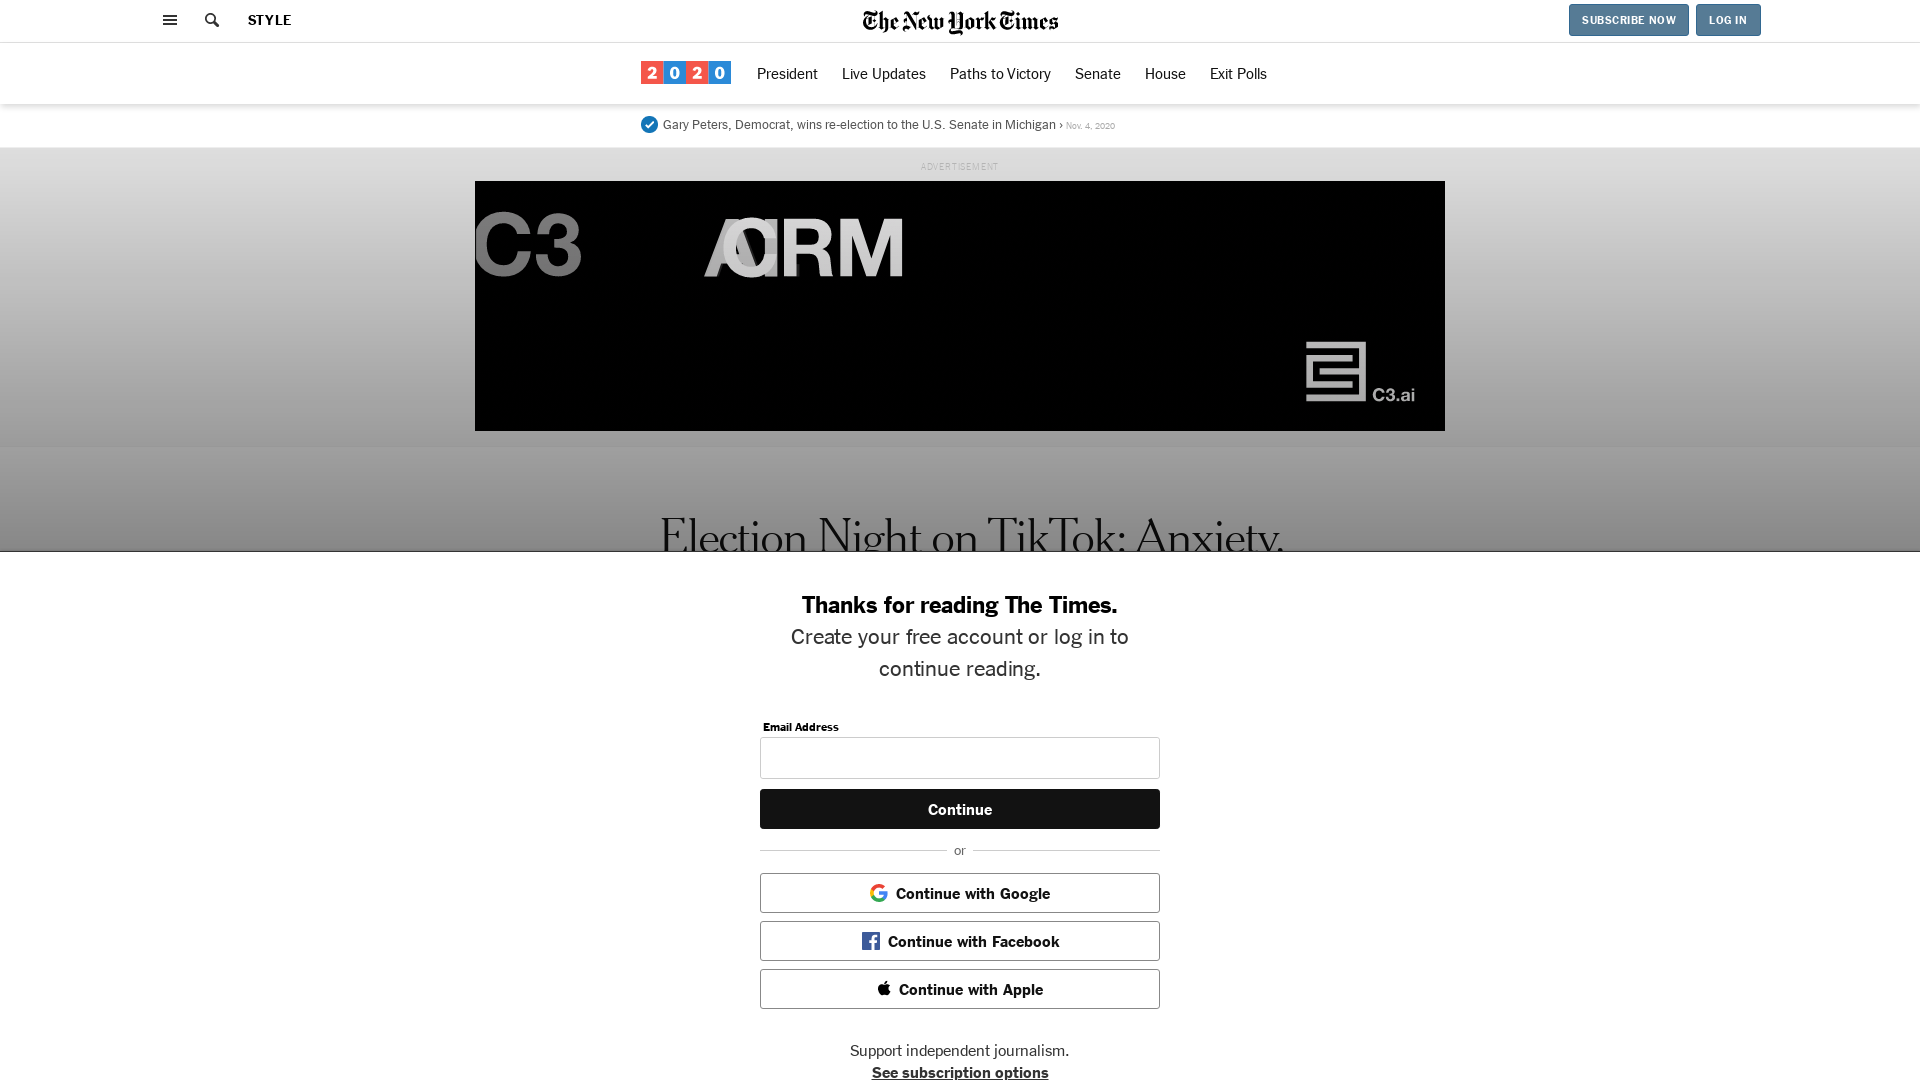 STYLE
The New York Times
SUBSCRIBE NOW
LOG IN
2020
President
Live Updates
Paths to Victory
Senate
House
Exit Polls
Gary Peters, Democrat, wins re-election to the U.S. Senate in Michigan › Nov. 4, 2020
ADVERTISEMENT
C3
AI
CRM
C3.ai
Election Night on TikTok: Anxiety,
Thanks for reading The Times.
Create your free account or log in to
continue reading.
Email Address
Continue
or
Continue with Google
Continue with Facebook
Continue with Apple
Support independent journalism.
See subscription options